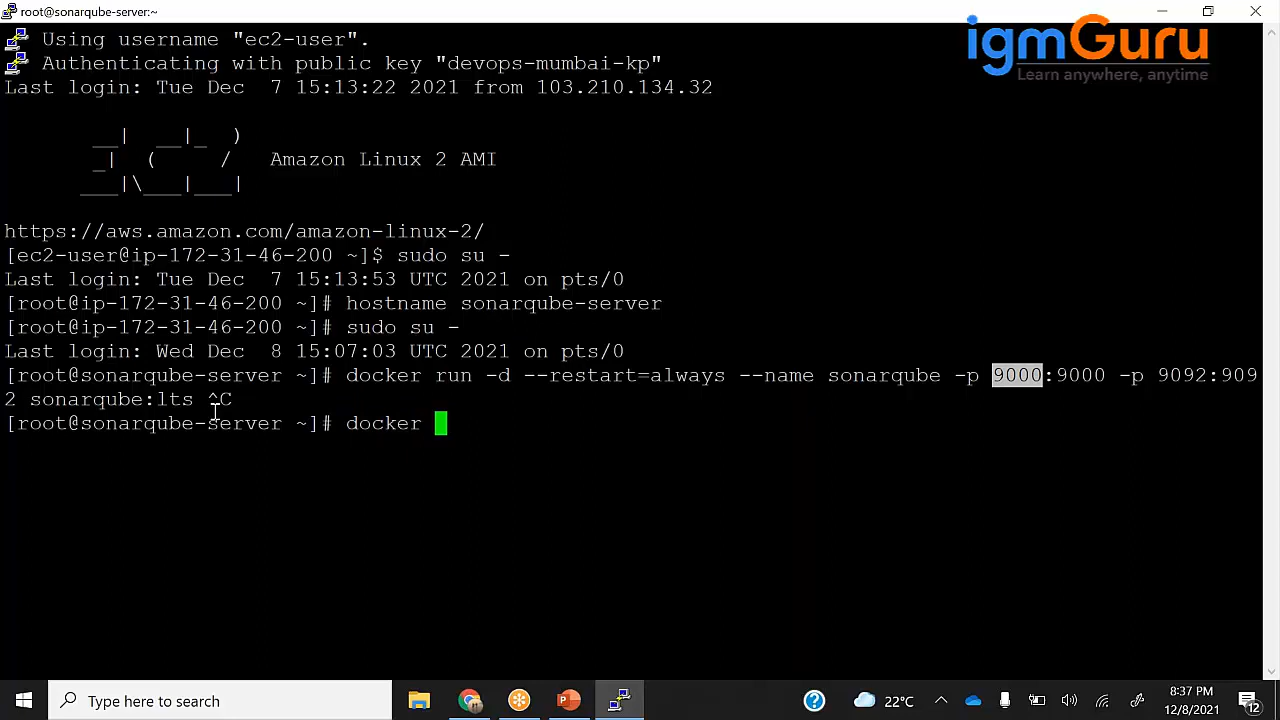 root@sonarqube-server:~
igmGuru
Learn anywhere, anytime
Using username "ec2-user".
Authenticating with public key "devops-mumbai-kp"
Last login: Tue Dec  7 15:13:22 2021 from 103.210.134.32
__|  __|_  )
_|  (     /   Amazon Linux 2 AMI
___|\___|___|
https://aws.amazon.com/amazon-linux-2/
[ec2-user@ip-172-31-46-200 ~]$ sudo su -
Last login: Tue Dec  7 15:13:53 UTC 2021 on pts/0
[root@ip-172-31-46-200 ~]# hostname sonarqube-server
[root@ip-172-31-46-200 ~]# sudo su -
Last login: Wed Dec  8 15:07:03 UTC 2021 on pts/0
[root@sonarqube-server ~]# docker run -d --restart=always --name sonarqube -p 9000:9000 -p 9092:909
2 sonarqube:lts ^C
[root@sonarqube-server ~]# docker
Type here to search
22°C
8:37 PM
12/8/2021
12